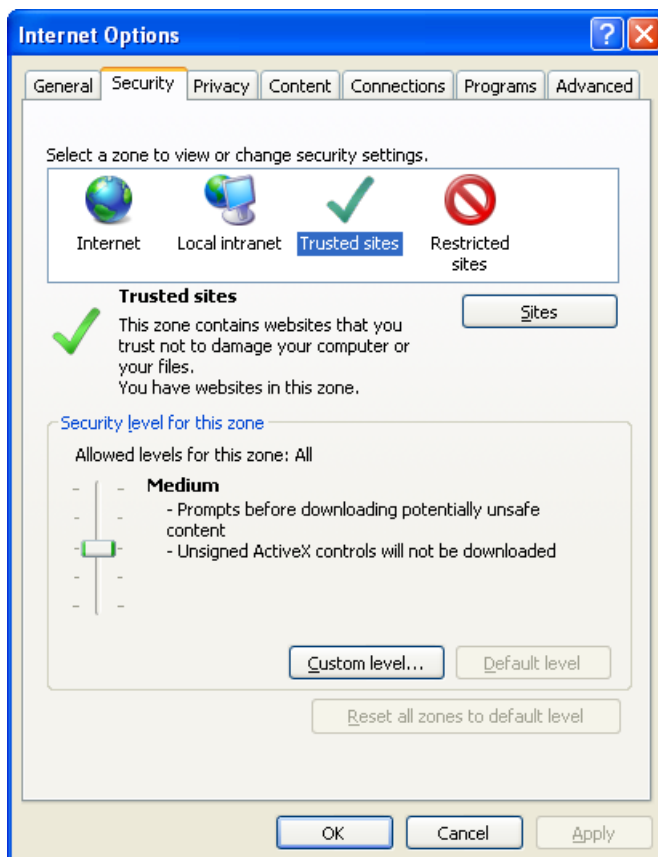 Internet Options
General Security Privacy Content Connections Programs Advanced
Select a zone to view or change security settings.
Internet Local intranet Trusted sites Restricted
sites
Trusted sites
Sites
This zone contains websites that you
trust not to damage your computer or
your files.
You have websites in this zone.
Security level for this zone
Allowed levels for this zone: All
Medium
- Prompts before downloading potentially unsafe
content
- Unsigned ActiveX controls will not be downloaded
Custom level... Default level
Reset all zones to default level
OK Cancel Apply